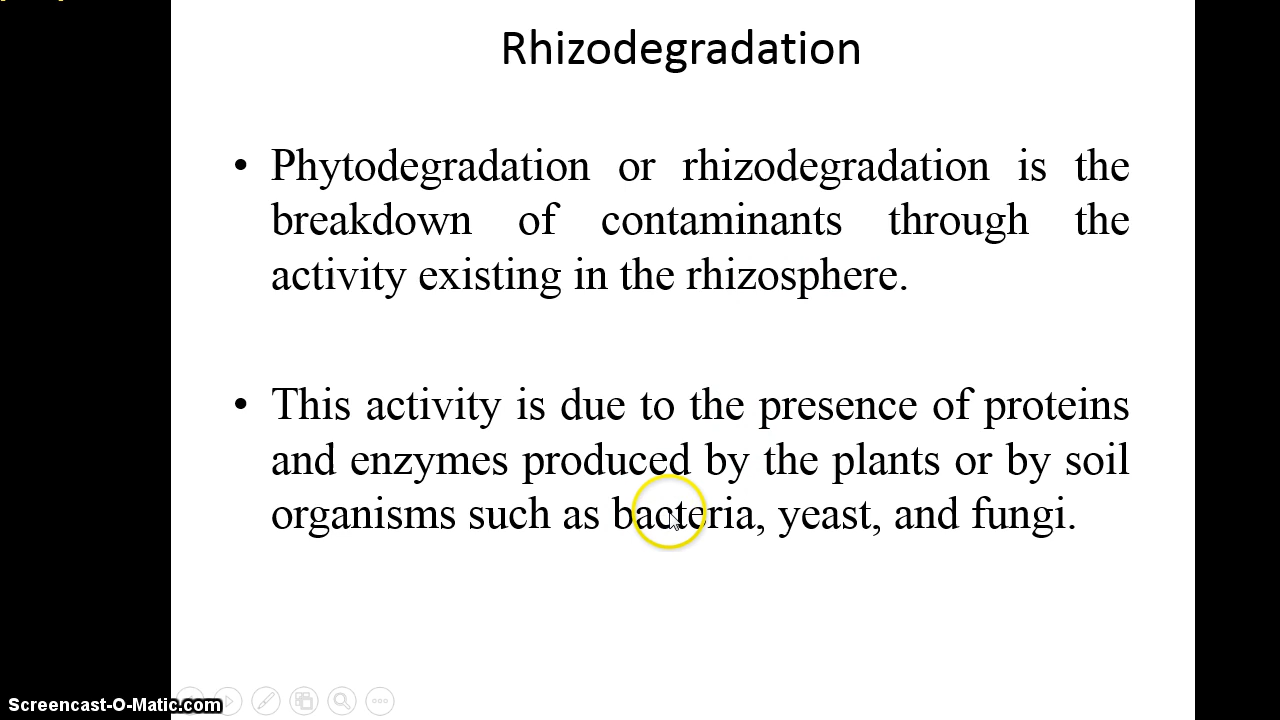 Rhizodegradation
• Phytodegradation or rhizodegradation is the
breakdown of contaminants through the
activity existing in the rhizosphere.
• This activity is due to the presence of proteins
and enzymes produced by the plants or by soil
organisms such as bacteria, yeast, and fungi.
Screencast-O-Matic.com